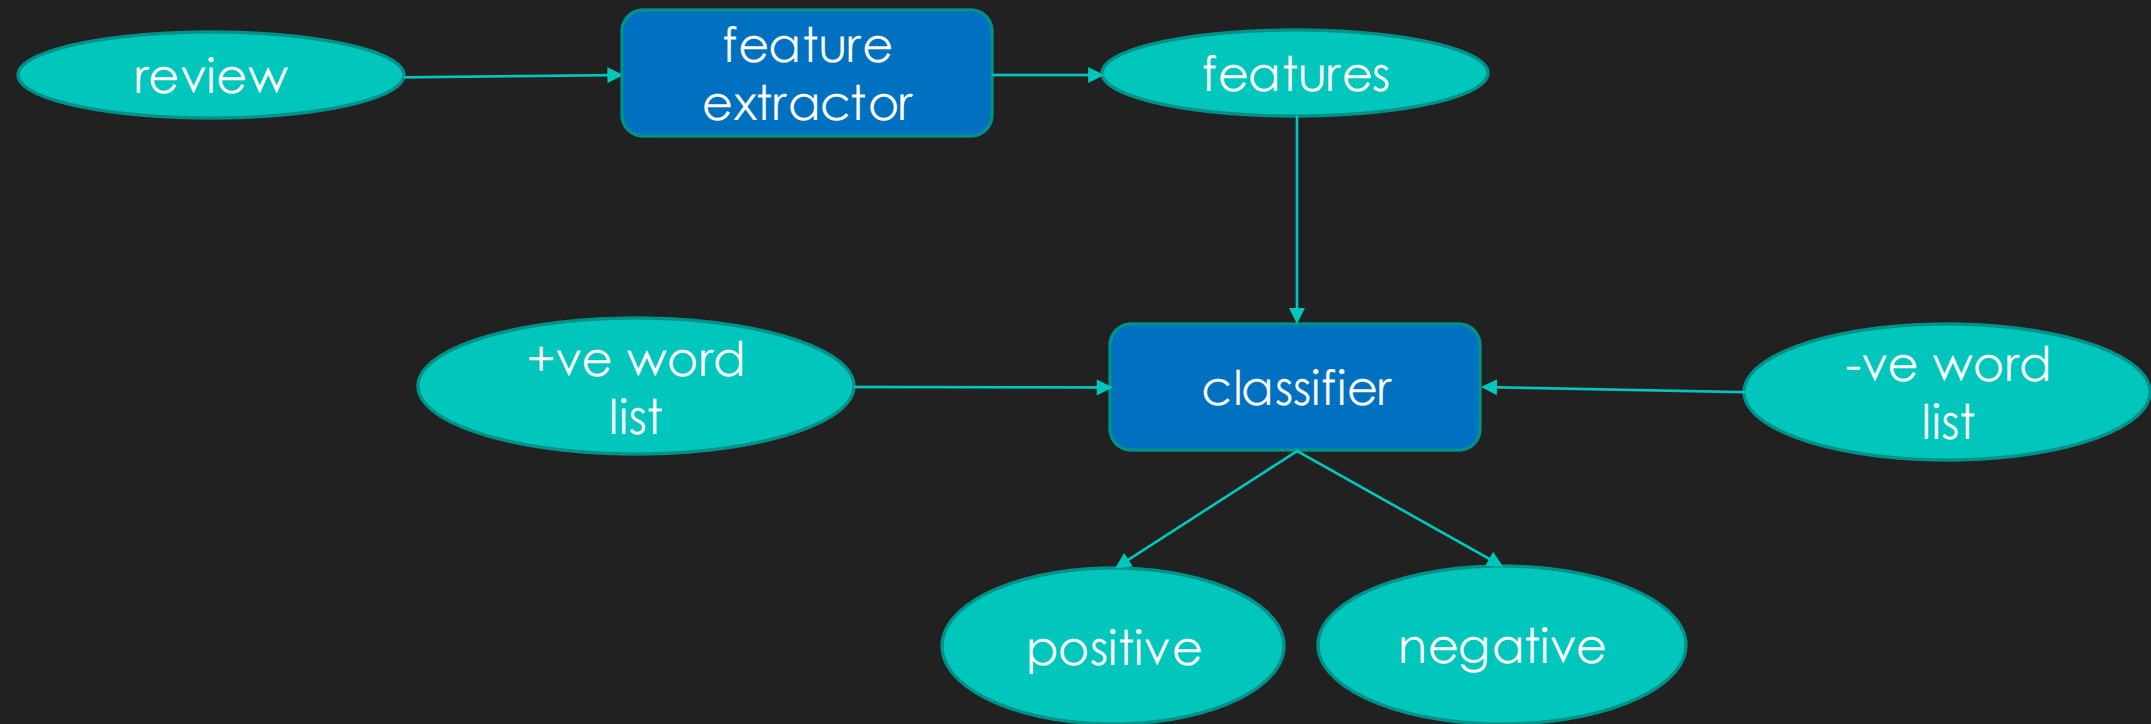 review
feature
extractor
features
+ve word
list
classifier
-ve word
list
positive
negative